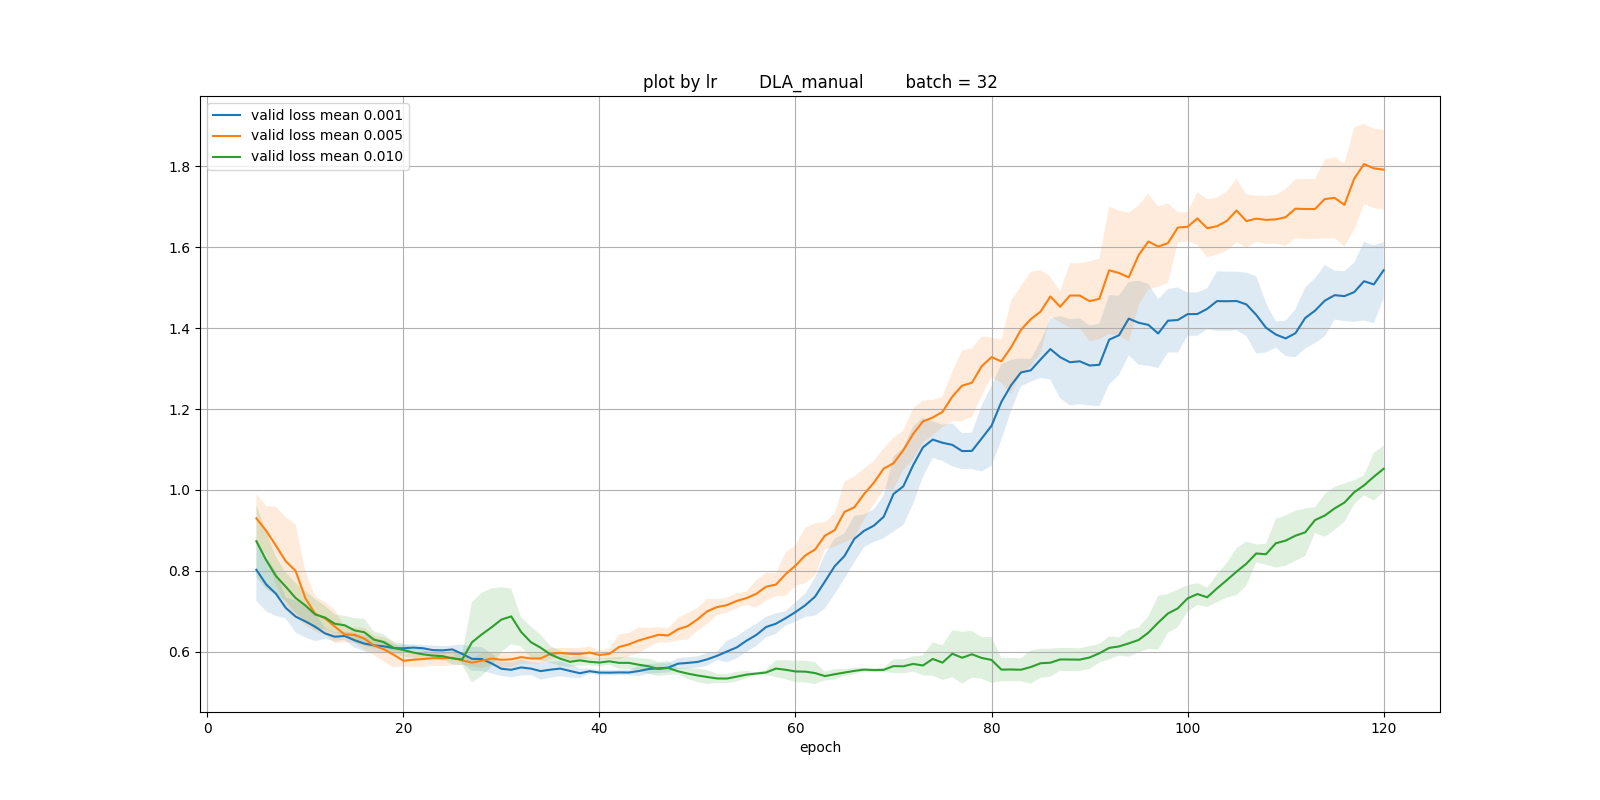 plot by lr DLA_manual batch = 32
valid loss mean 0.001
valid loss mean 0.005
valid loss mean 0.010
1.8
1.6
1.4
1.2
1.0
0.8
0.6
0 20 40 60 80 100 120
epoch